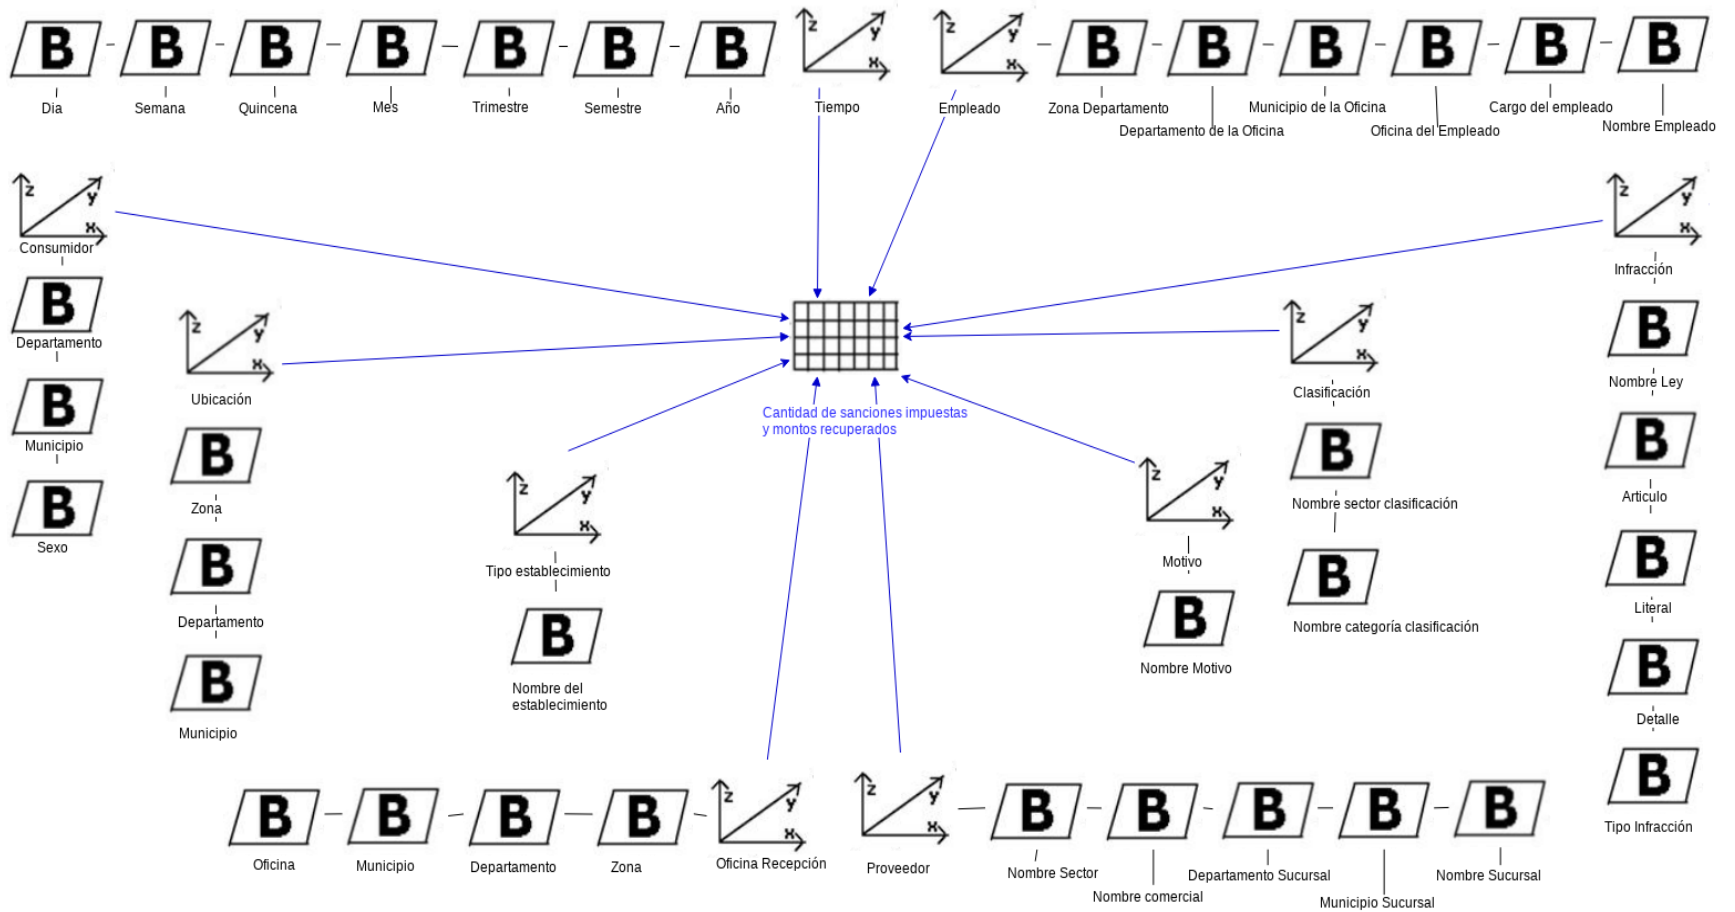 B B B B B B B z y x z y x B B B B B B
Dia Semana Quincena Mes Trimestre Semestre Año Tiempo Empleado Zona Departamento Municipio de la Oficina Cargo del empleado
Departamento de la Oficina Oficina del Empleado Nombre Empleado
z y x
Consumidor
B
Departamento
B
Municipio
B
Sexo
z y x
Ubicación
B
Zona
B
Departamento
B
Municipio
Cantidad de sanciones impuestas
y montos recuperados
z y x
Tipo establecimiento
B
Nombre del
establecimiento
z y x
Motivo
B
Nombre Motivo
z y x
Clasificación
B
Nombre sector clasificación
B
Nombre categoría clasificación
z y x
Infracción
B
Nombre Ley
B
Articulo
B
Literal
B
Detalle
B
Tipo Infracción
B B B B z y x z y x B B B B B
Oficina Municipio Departamento Zona Oficina Recepción Proveedor Nombre Sector Departamento Sucursal Nombre Sucursal
Nombre comercial Municipio Sucursal